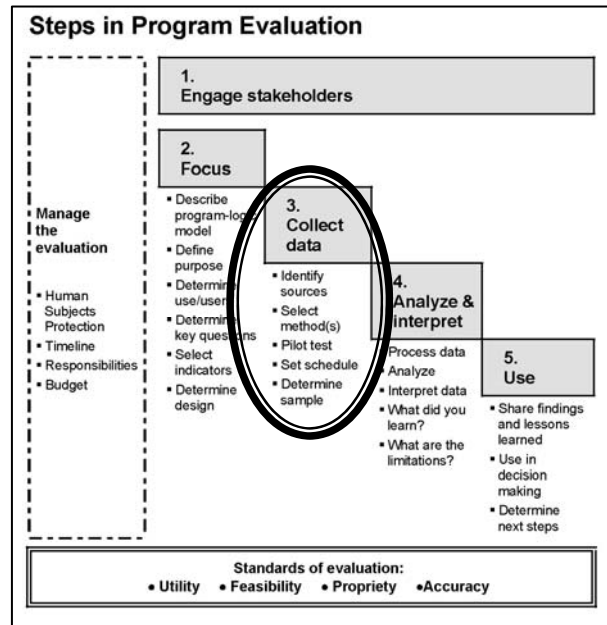 Steps in Program Evaluation
1.
Engage stakeholders
2.
Focus
▪ Describe
program-logic
model
▪ Define
purpose
▪ Determine
use/user
▪ Determine
key questions
▪ Select
indicators
▪ Determine
design
Manage
the
evaluation
▪ Human
Subjects
Protection
▪ Timeline
▪ Responsibilities
▪ Budget
3.
Collect
data
▪ Identify
sources
▪ Select
method(s)
▪ Pilot test
▪ Set schedule
▪ Determine
sample
4.
Analyze &
interpret
▪ Process data
▪ Analyze
▪ Interpret data
▪ What did you
learn?
▪ What are the
limitations?
5.
Use
▪ Share findings
and lessons
learned
▪ Use in
decision
making
▪ Determine
next steps
Standards of evaluation:
● Utility ● Feasibility ● Propriety ●Accuracy